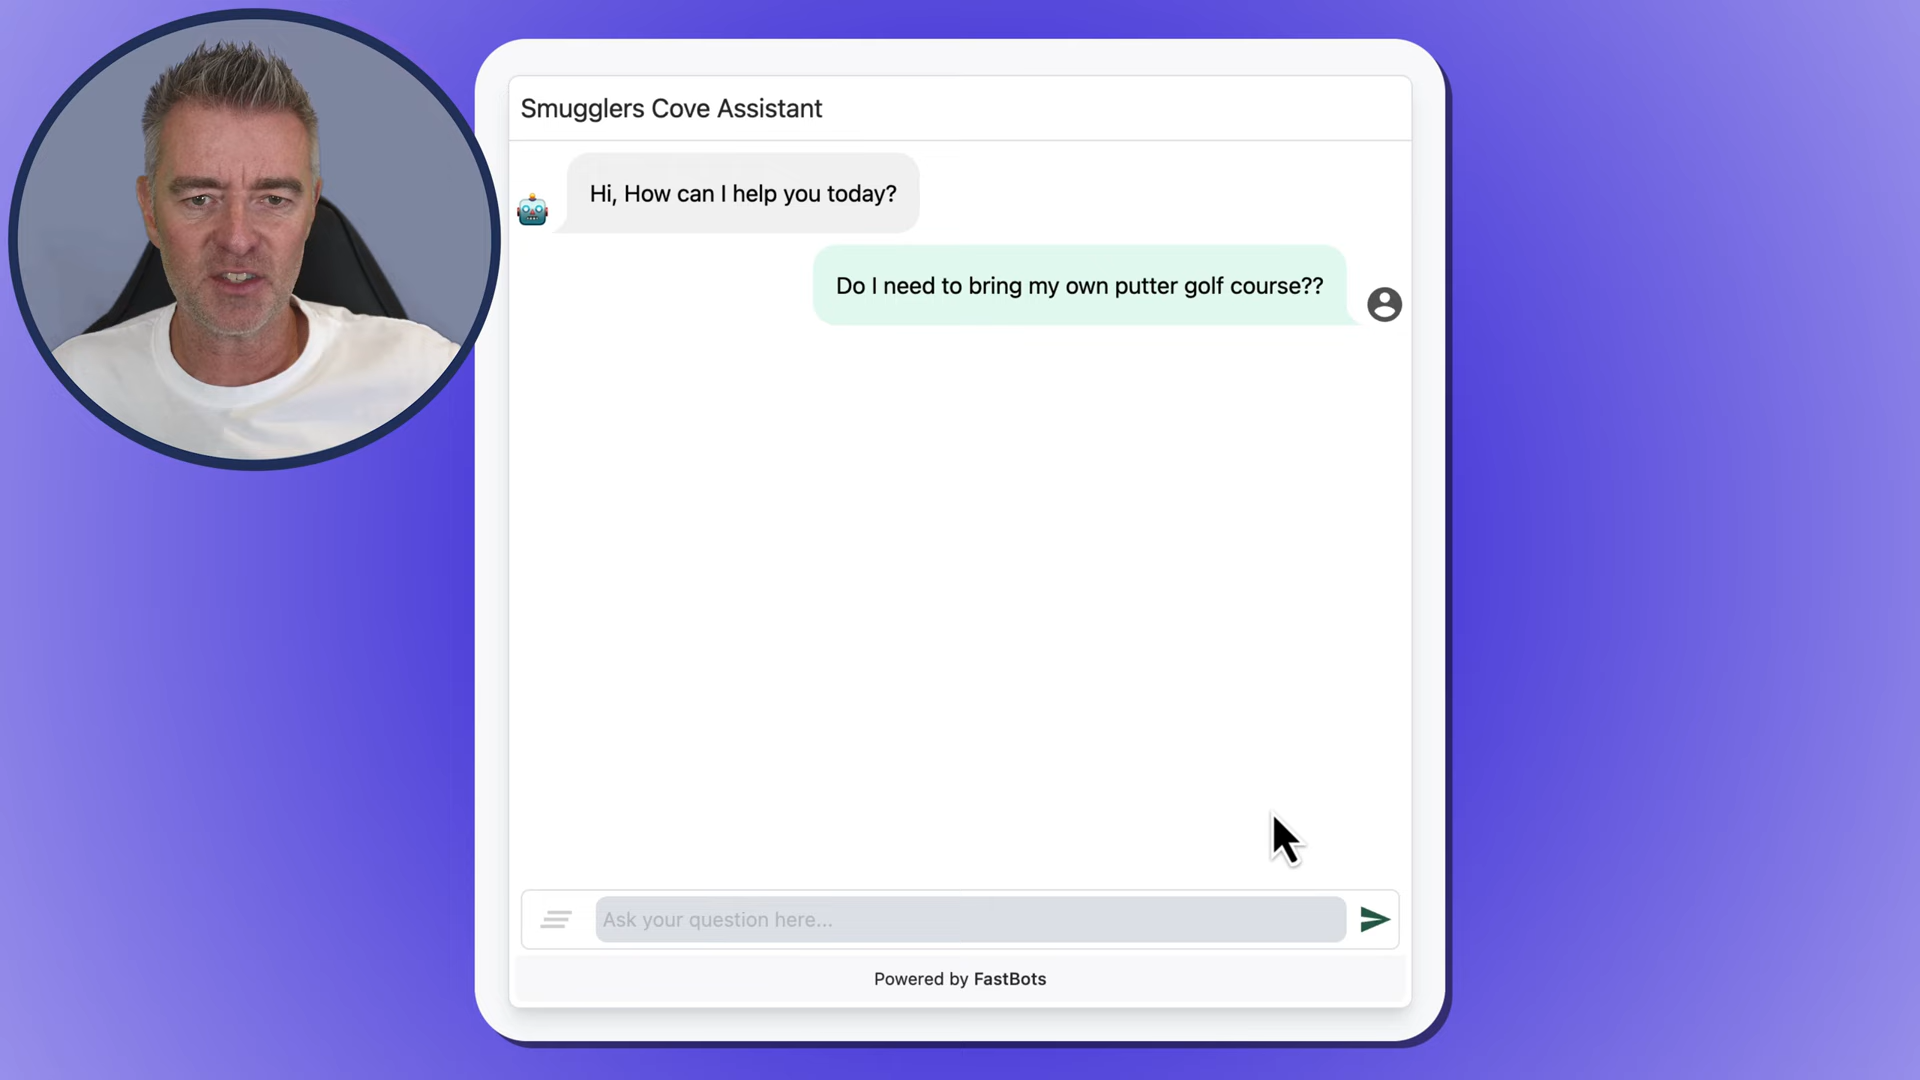 Smugglers Cove Assistant
Hi, How can I help you today?
Do I need to bring my own putter golf course??
Ask your question here...
Powered by FastBots